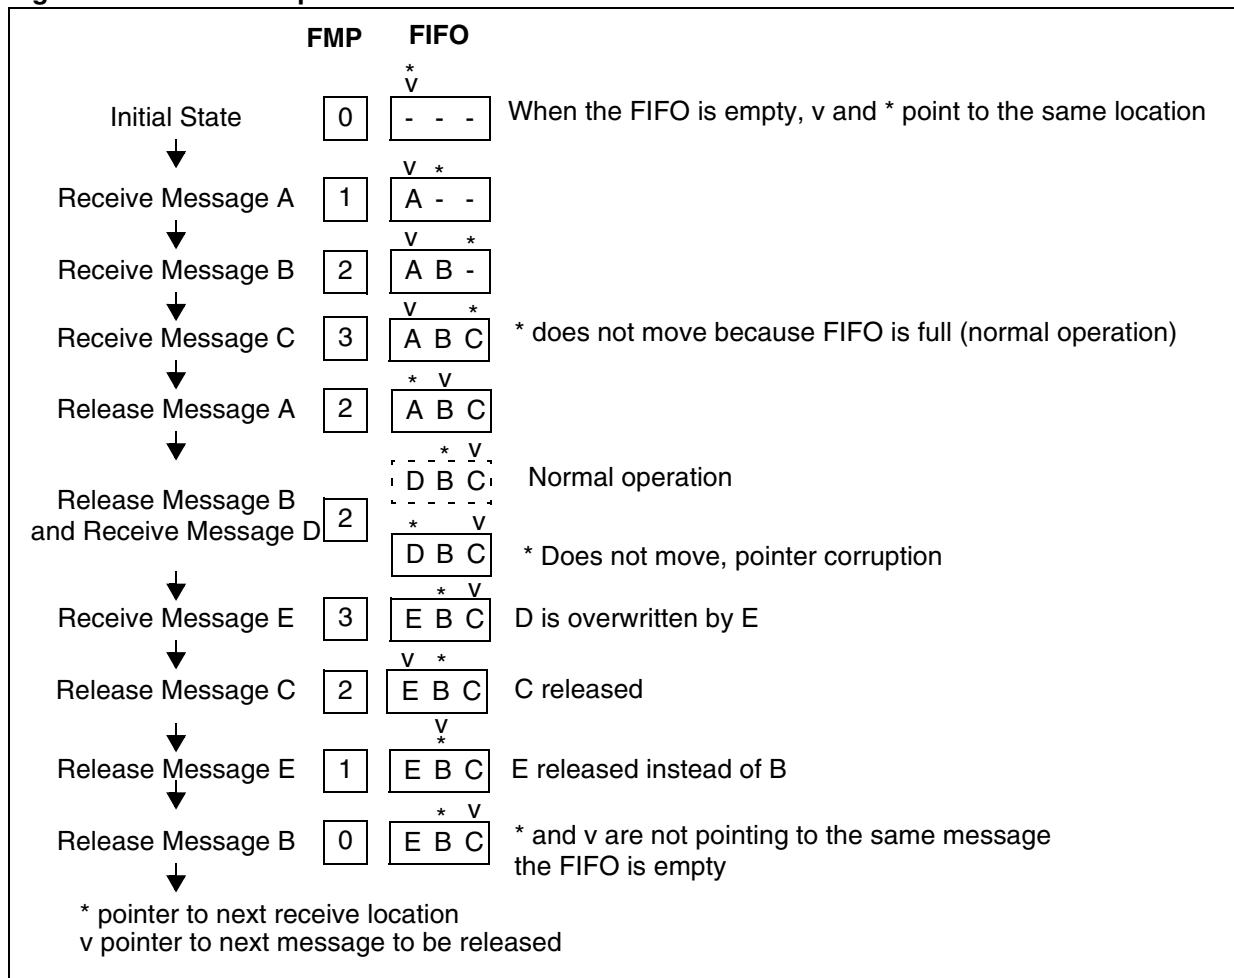 FMP FIFO
*
v
Initial State 0 - - - When the FIFO is empty, v and * point to the same location
v *
Receive Message A 1 A - -
v *
Receive Message B 2 A B -
v *
Receive Message C 3 A B C * does not move because FIFO is full (normal operation)
* v
Release Message A 2 A B C
* v
D B C Normal operation
Release Message B
and Receive Message D 2
* v
D B C * Does not move, pointer corruption
* v
Receive Message E 3 E B C D is overwritten by E
v *
Release Message C 2 E B C C released
v
*
Release Message E 1 E B C E released instead of B
* v
Release Message B 0 E B C * and v are not pointing to the same message
the FIFO is empty
* pointer to next receive location
v pointer to next message to be released